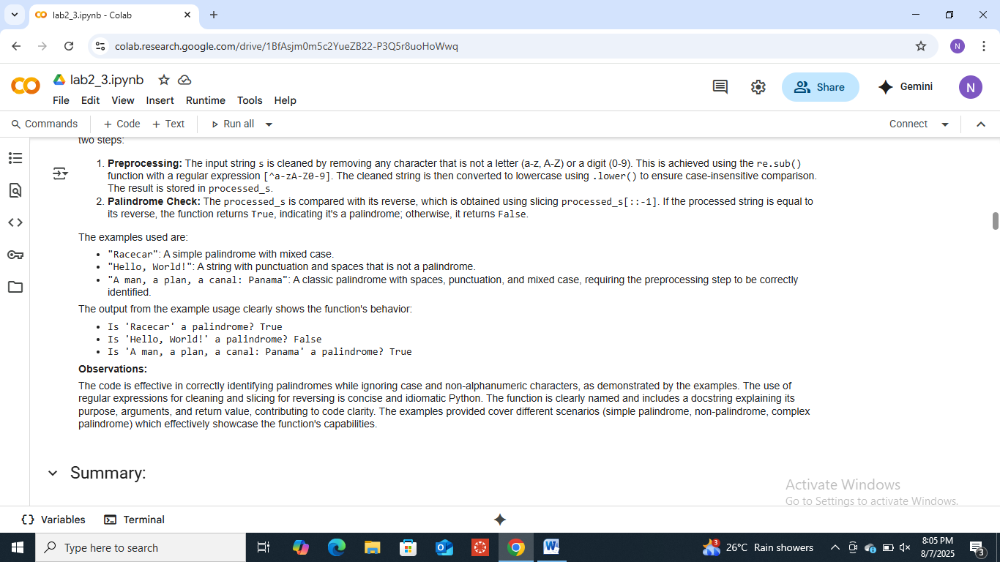 lab2_3.ipynb - Colab
colab.research.google.com/drive/1BfAsjm0m5c2YueZB22-P3Q5r8uoHoWwq
N
lab2_3.ipynb
File Edit View Insert Runtime Tools Help
Share
Gemini
N
Commands + Code + Text Run all
Connect
two steps:
1. Preprocessing: The input string s is cleaned by removing any character that is not a letter (a-z, A-Z) or a digit (0-9). This is achieved using the re.sub()
function with a regular expression [^a-zA-Z0-9]. The cleaned string is then converted to lowercase using .lower() to ensure case-insensitive comparison.
The result is stored in processed_s.
2. Palindrome Check: The processed_s is compared with its reverse, which is obtained using slicing processed_s[::-1]. If the processed string is equal to
its reverse, the function returns True, indicating it's a palindrome; otherwise, it returns False.
The examples used are:
• "Racecar": A simple palindrome with mixed case.
• "Hello, World!": A string with punctuation and spaces that is not a palindrome.
• "A man, a plan, a canal: Panama": A classic palindrome with spaces, punctuation, and mixed case, requiring the preprocessing step to be correctly
identified.
The output from the example usage clearly shows the function's behavior:
• Is 'Racecar' a palindrome? True
• Is 'Hello, World!' a palindrome? False
• Is 'A man, a plan, a canal: Panama' a palindrome? True
Observations:
The code is effective in correctly identifying palindromes while ignoring case and non-alphanumeric characters, as demonstrated by the examples. The use of
regular expressions for cleaning and slicing for reversing is concise and idiomatic Python. The function is clearly named and includes a docstring explaining its
purpose, arguments, and return value, contributing to code clarity. The examples provided cover different scenarios (simple palindrome, non-palindrome, complex
palindrome) which effectively showcase the function's capabilities.
Summary:
Activate Windows
Go to Settings to activate Windows.
Variables Terminal
Type here to search
3
26°C Rain showers
8:05 PM
8/7/2025
3